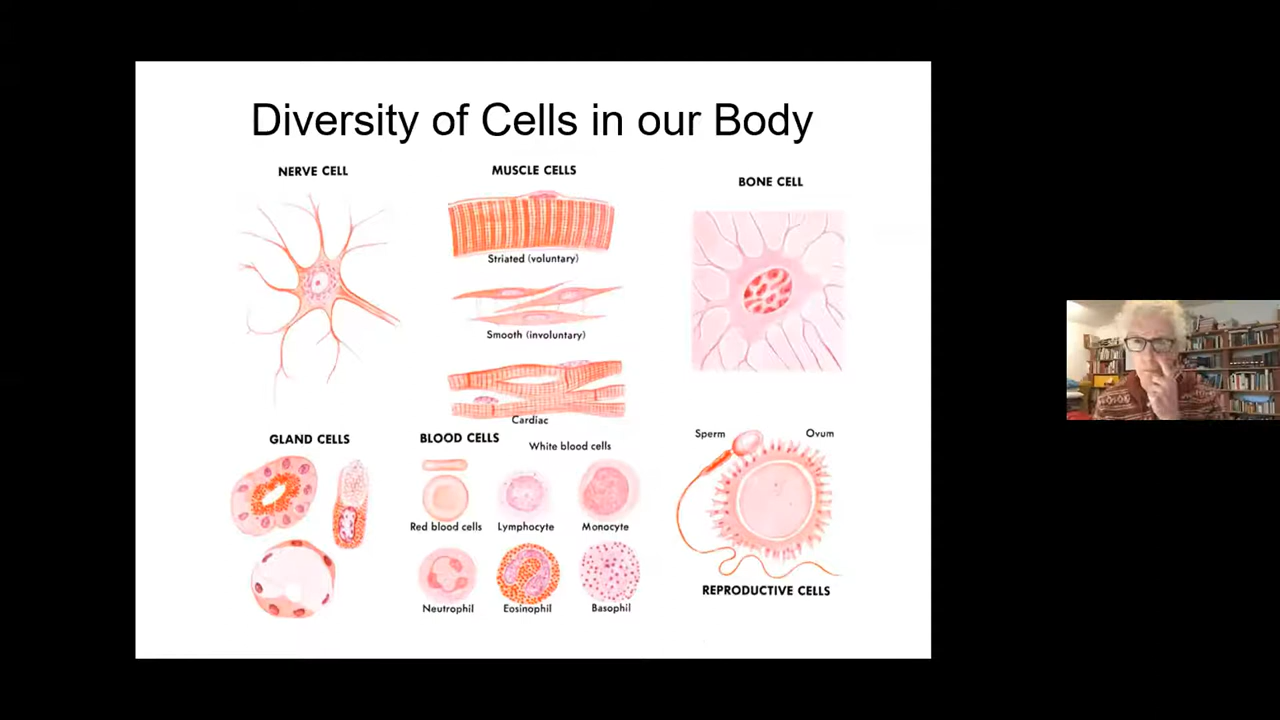 Diversity of Cells in our Body
NERVE CELL
MUSCLE CELLS
BONE CELL
Striated (voluntary)
Smooth (involuntary)
Cardiac
GLAND CELLS
BLOOD CELLS
White blood cells
Red blood cells
Lymphocyte
Monocyte
Neutrophil
Eosinophil
Basophil
Sperm
Ovum
REPRODUCTIVE CELLS